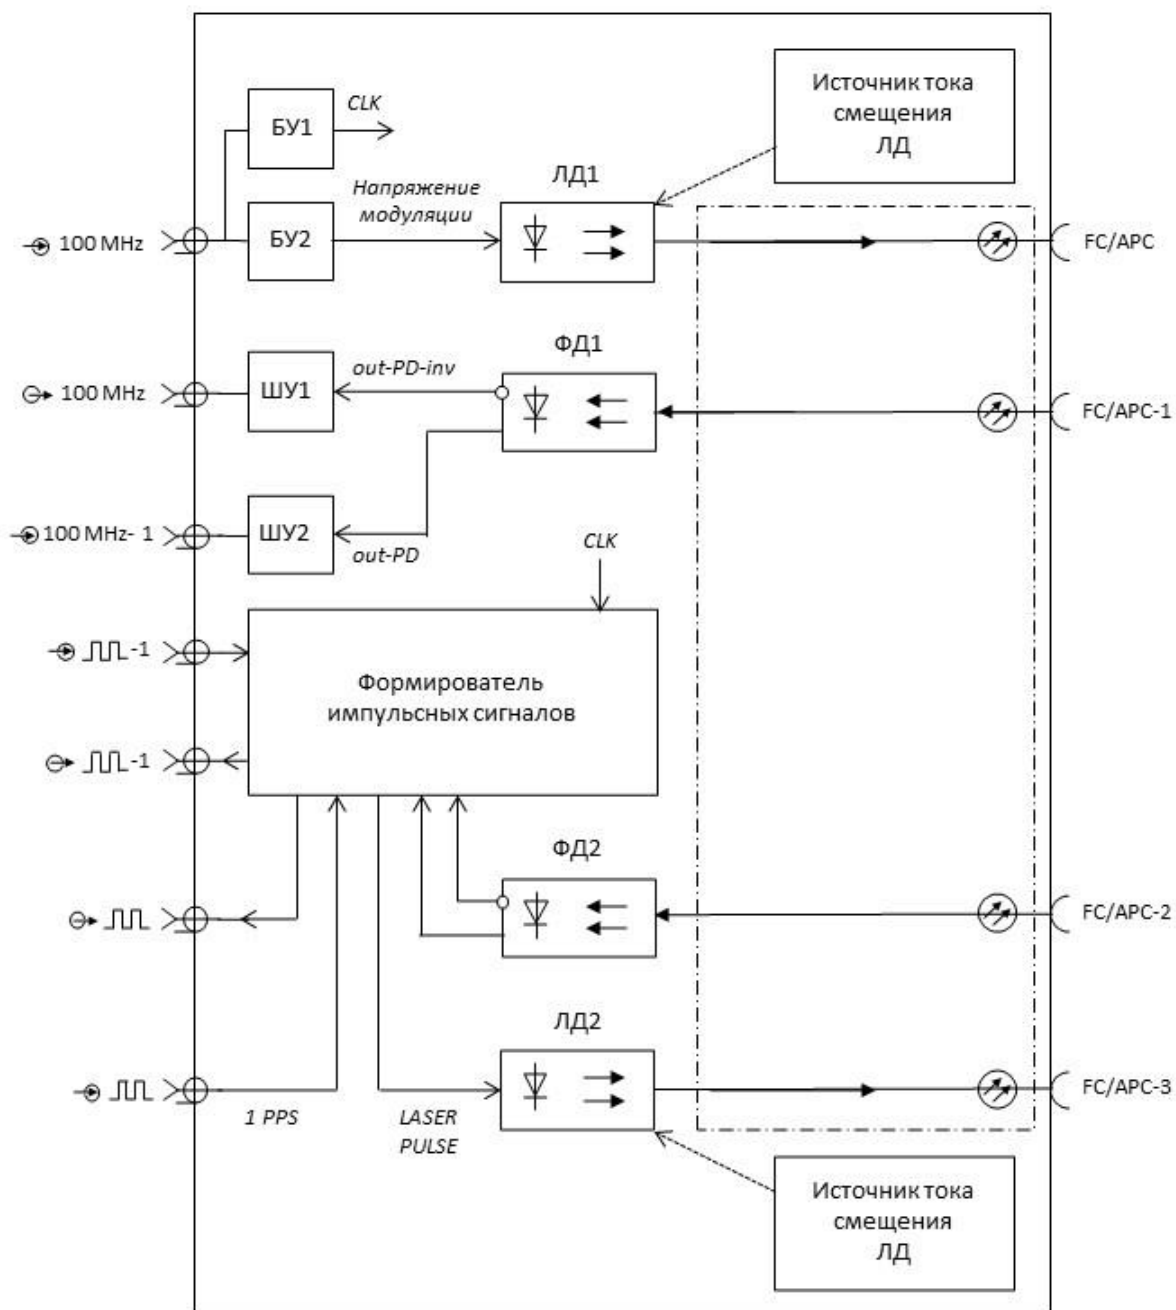 Источник тока
смещения
ЛД
CLK
БУ1
ЛД1
Напряжение
модуляции
100 MHz
БУ2
FC/APC
ФД1
out-PD-inv
100 MHz
ШУ1
FC/APC-1
100 MHz- 1
ШУ2
out-PD
CLK
-1
Формирователь
импульсных сигналов
-1
ФД2
FC/APC-2
ЛД2
FC/APC-3
1 PPS
LASER
PULSE
Источник тока
смещения
ЛД